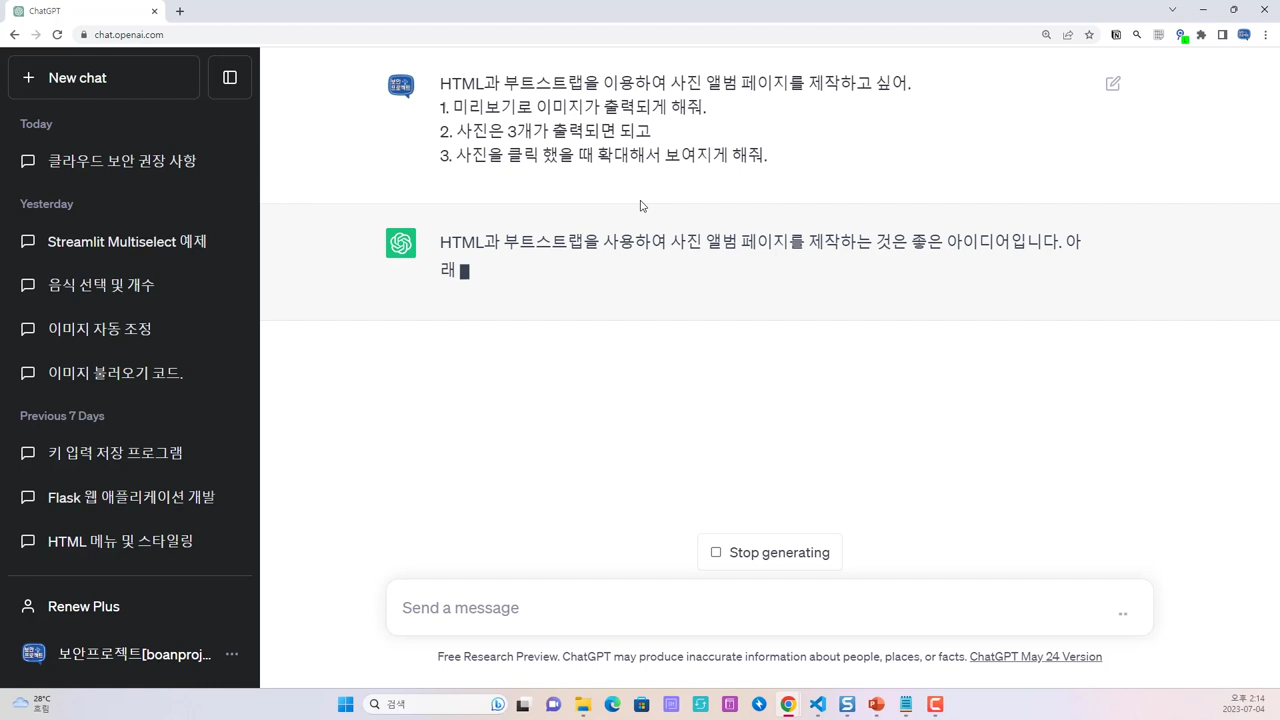 ChatGPT
chat.openai.com
New chat
Today
클라우드 보안 권장 사항
Yesterday
Streamlit Multiselect 예제
음식 선택 및 개수
이미지 자동 조정
이미지 불러오기 코드.
Previous 7 Days
키 입력 저장 프로그램
Flask 웹 애플리케이션 개발
HTML 메뉴 및 스타일링
Renew Plus
보안프로젝트[boanproj...
보안
프로젝트
HTML과 부트스트랩을 이용하여 사진 앨범 페이지를 제작하고 싶어.
1. 미리보기로 이미지가 출력되게 해줘.
2. 사진은 3개가 출력되면 되고
3. 사진을 클릭 했을 때 확대해서 보여지게 해줘.
HTML과 부트스트랩을 사용하여 사진 앨범 페이지를 제작하는 것은 좋은 아이디어입니다. 아
래
Stop generating
Send a message
Free Research Preview. ChatGPT may produce inaccurate information about people, places, or facts. ChatGPT May 24 Version
28°C
흐림
검색
오후 2:14
2023-07-04